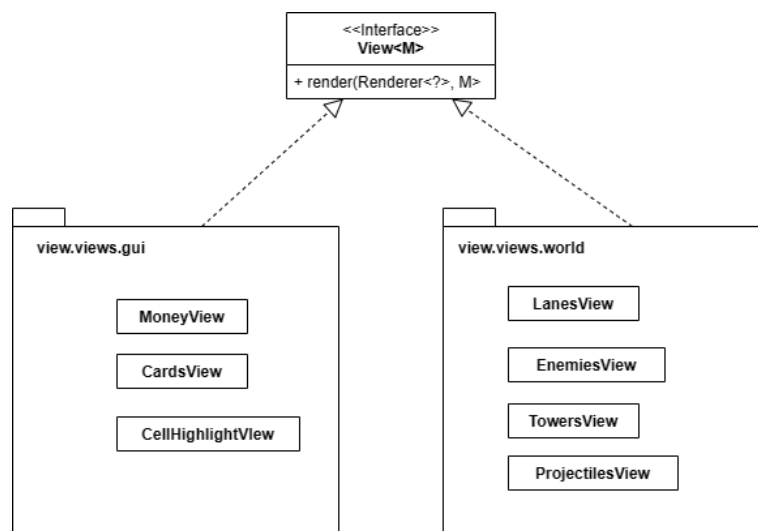 <<Interface>>
View<M>
+ render(Renderer<?>, M>
view.views.gui
MoneyView
CardsView
CellHighlightVIew
view.views.world
LanesView
EnemiesView
TowersView
ProjectilesView